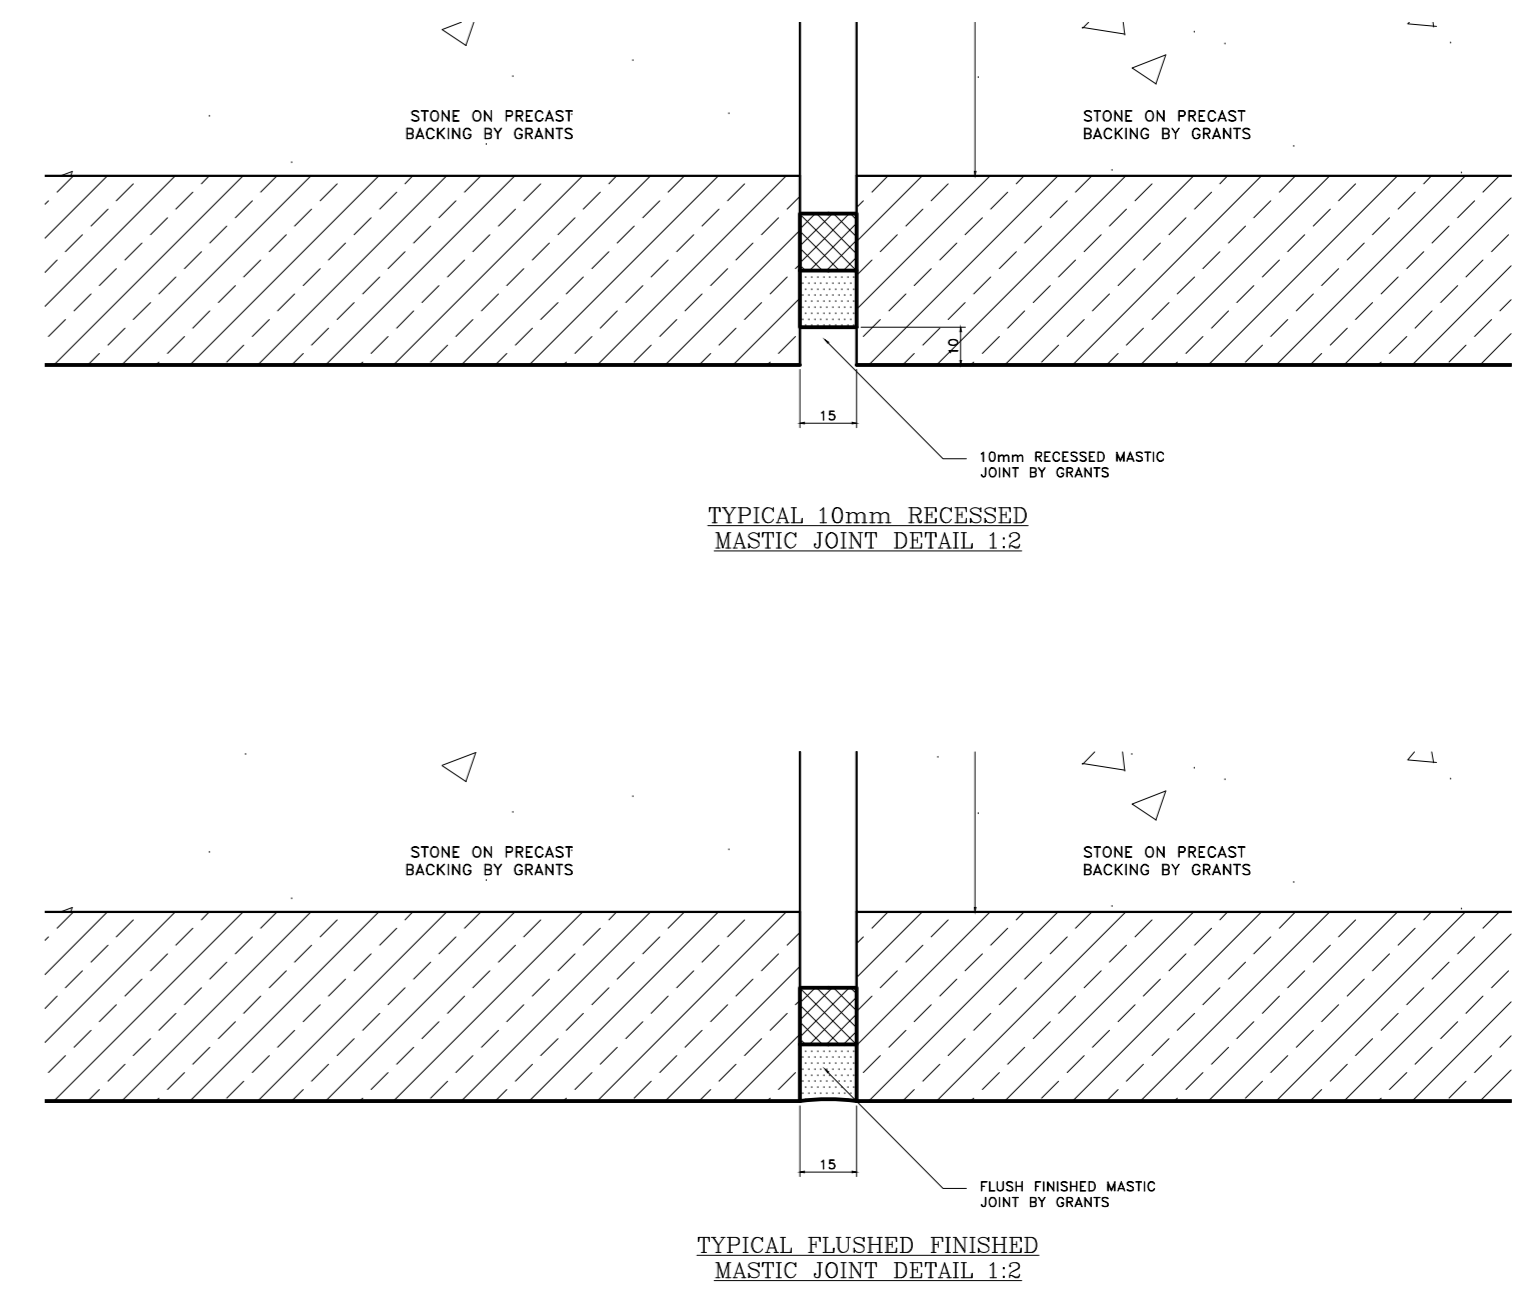 STONE ON PRECAST
BACKING BY GRANTS
STONE ON PRECAST
BACKING BY GRANTS
10
15
10mm RECESSED MASTIC
JOINT BY GRANTS
TYPICAL 10mm RECESSED
MASTIC JOINT DETAIL 1:2
STONE ON PRECAST
BACKING BY GRANTS
STONE ON PRECAST
BACKING BY GRANTS
15
FLUSH FINISHED MASTIC
JOINT BY GRANTS
TYPICAL FLUSHED FINISHED
MASTIC JOINT DETAIL 1:2